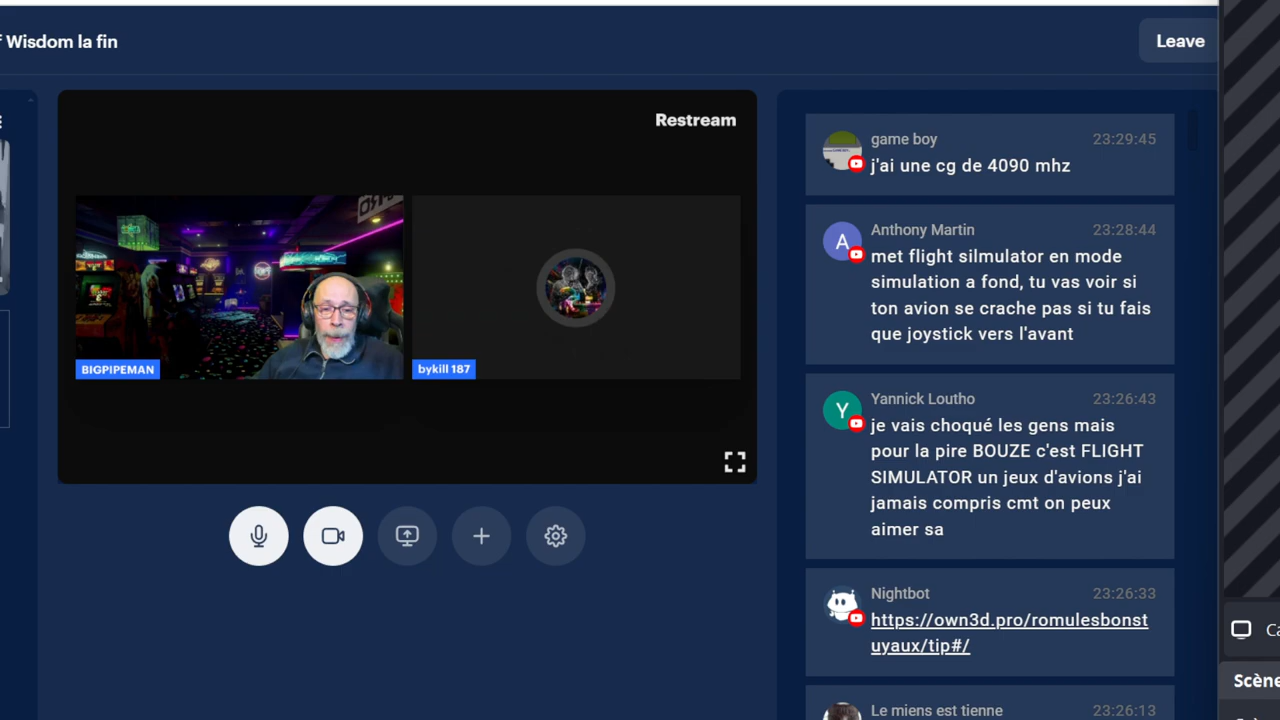 Wisdom la fin
Leave
Restream
BIGPIPEMAN
bykill 187
game boy 23:29:45
j'ai une cg de 4090 mhz
Anthony Martin 23:28:44
A
met flight silmulator en mode
simulation a fond, tu vas voir si
ton avion se crache pas si tu fais
que joystick vers l'avant
Yannick Loutho 23:26:43
Y
je vais choqué les gens mais
pour la pire BOUZE c'est FLIGHT
SIMULATOR un jeux d'avions j'ai
jamais compris cmt on peux
aimer sa
Nightbot 23:26:33
https://own3d.pro/romulesbonst
uyaux/tip#/
Le miens est tienne 23:26:13
Ca
Scène